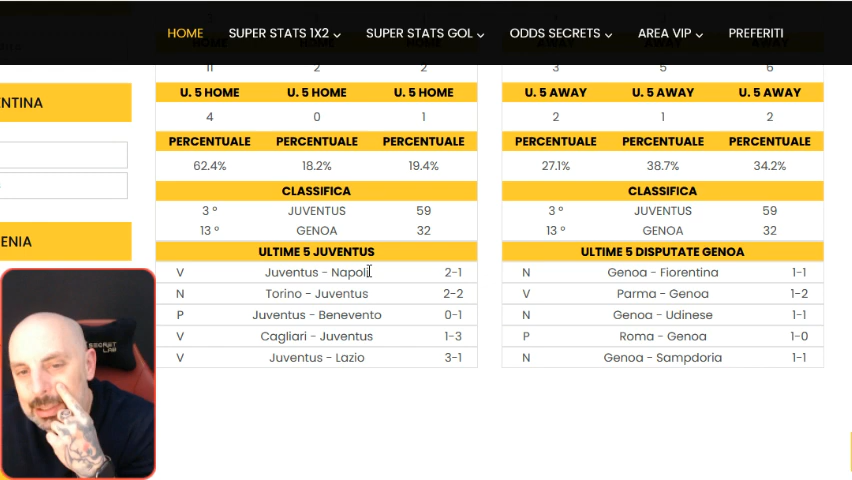 HOME SUPER STATS 1X2 SUPER STATS GOL ODDS SECRETS AREA VIP PREFERITI
11 2 2 3 5 6
ENTINA
U. 5 HOME U. 5 HOME U. 5 HOME U. 5 AWAY U. 5 AWAY U. 5 AWAY
4 0 1 2 1 2
PERCENTUALE PERCENTUALE PERCENTUALE PERCENTUALE PERCENTUALE PERCENTUALE
62.4% 18.2% 19.4% 27.1% 38.7% 34.2%
CLASSIFICA CLASSIFICA
3 º JUVENTUS 59 3 º JUVENTUS 59
13 º GENOA 32 13 º GENOA 32
ENIA
ULTIME 5 JUVENTUS ULTIME 5 DISPUTATE GENOA
V Juventus - Napoli 2-1 N Genoa - Fiorentina 1-1
N Torino - Juventus 2-2 V Parma - Genoa 1-2
P Juventus - Benevento 0-1 N Genoa - Udinese 1-1
V Cagliari - Juventus 1-3 P Roma - Genoa 1-0
V Juventus - Lazio 3-1 N Genoa - Sampdoria 1-1
SECRET
LAB